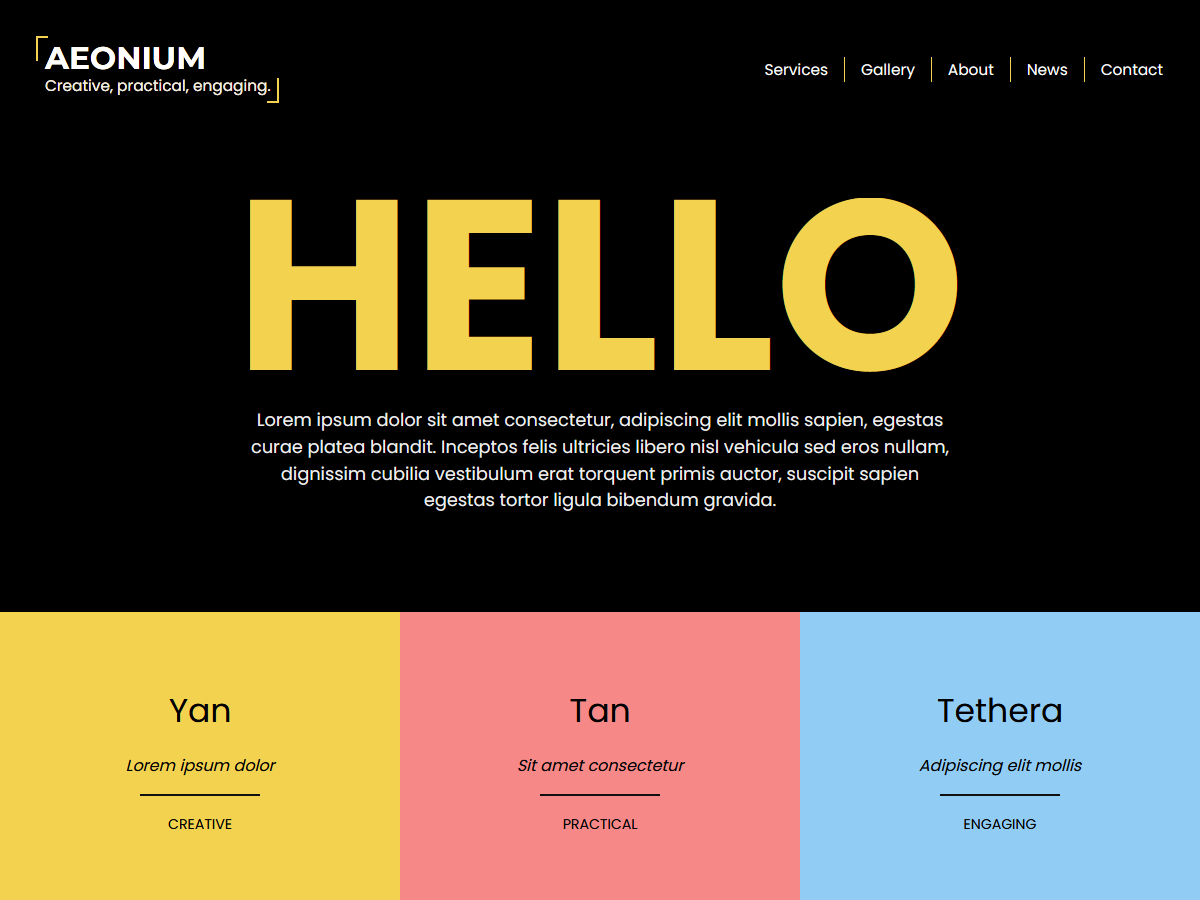 AEONIUM
Creative, practical, engaging.
Services
Gallery
About
News
Contact
HELLO
Lorem ipsum dolor sit amet consectetur, adipiscing elit mollis sapien, egestas
curae platea blandit. Inceptos felis ultricies libero nisl vehicula sed eros nullam,
dignissim cubilia vestibulum erat torquent primis auctor, suscipit sapien
egestas tortor ligula bibendum gravida.
Yan
Lorem ipsum dolor
CREATIVE
Tan
Sit amet consectetur
PRACTICAL
Tethera
Adipiscing elit mollis
ENGAGING